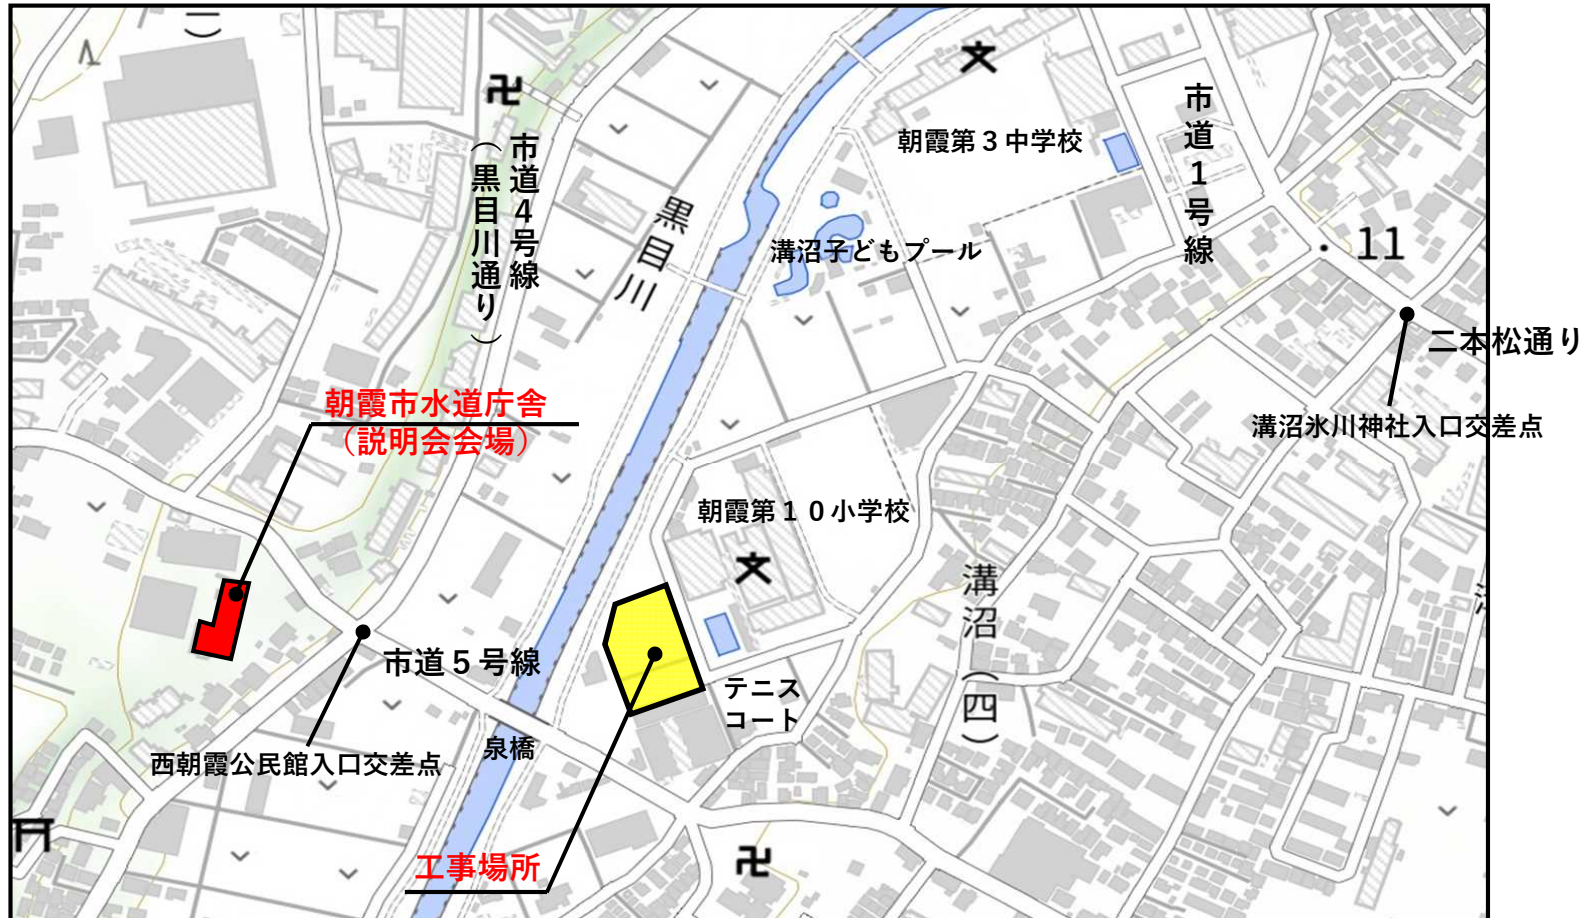 朝霞第３中学校
市道１号線
市道４号線
（黒目川通り）
黒目川
溝沼子どもプール
11
二本松通り
溝沼氷川神社入口交差点
朝霞市水道庁舎
（説明会会場）
朝霞第１０小学校
溝沼（四）
市道５号線
テニス
コート
西朝霞公民館入口交差点
泉橋
工事場所